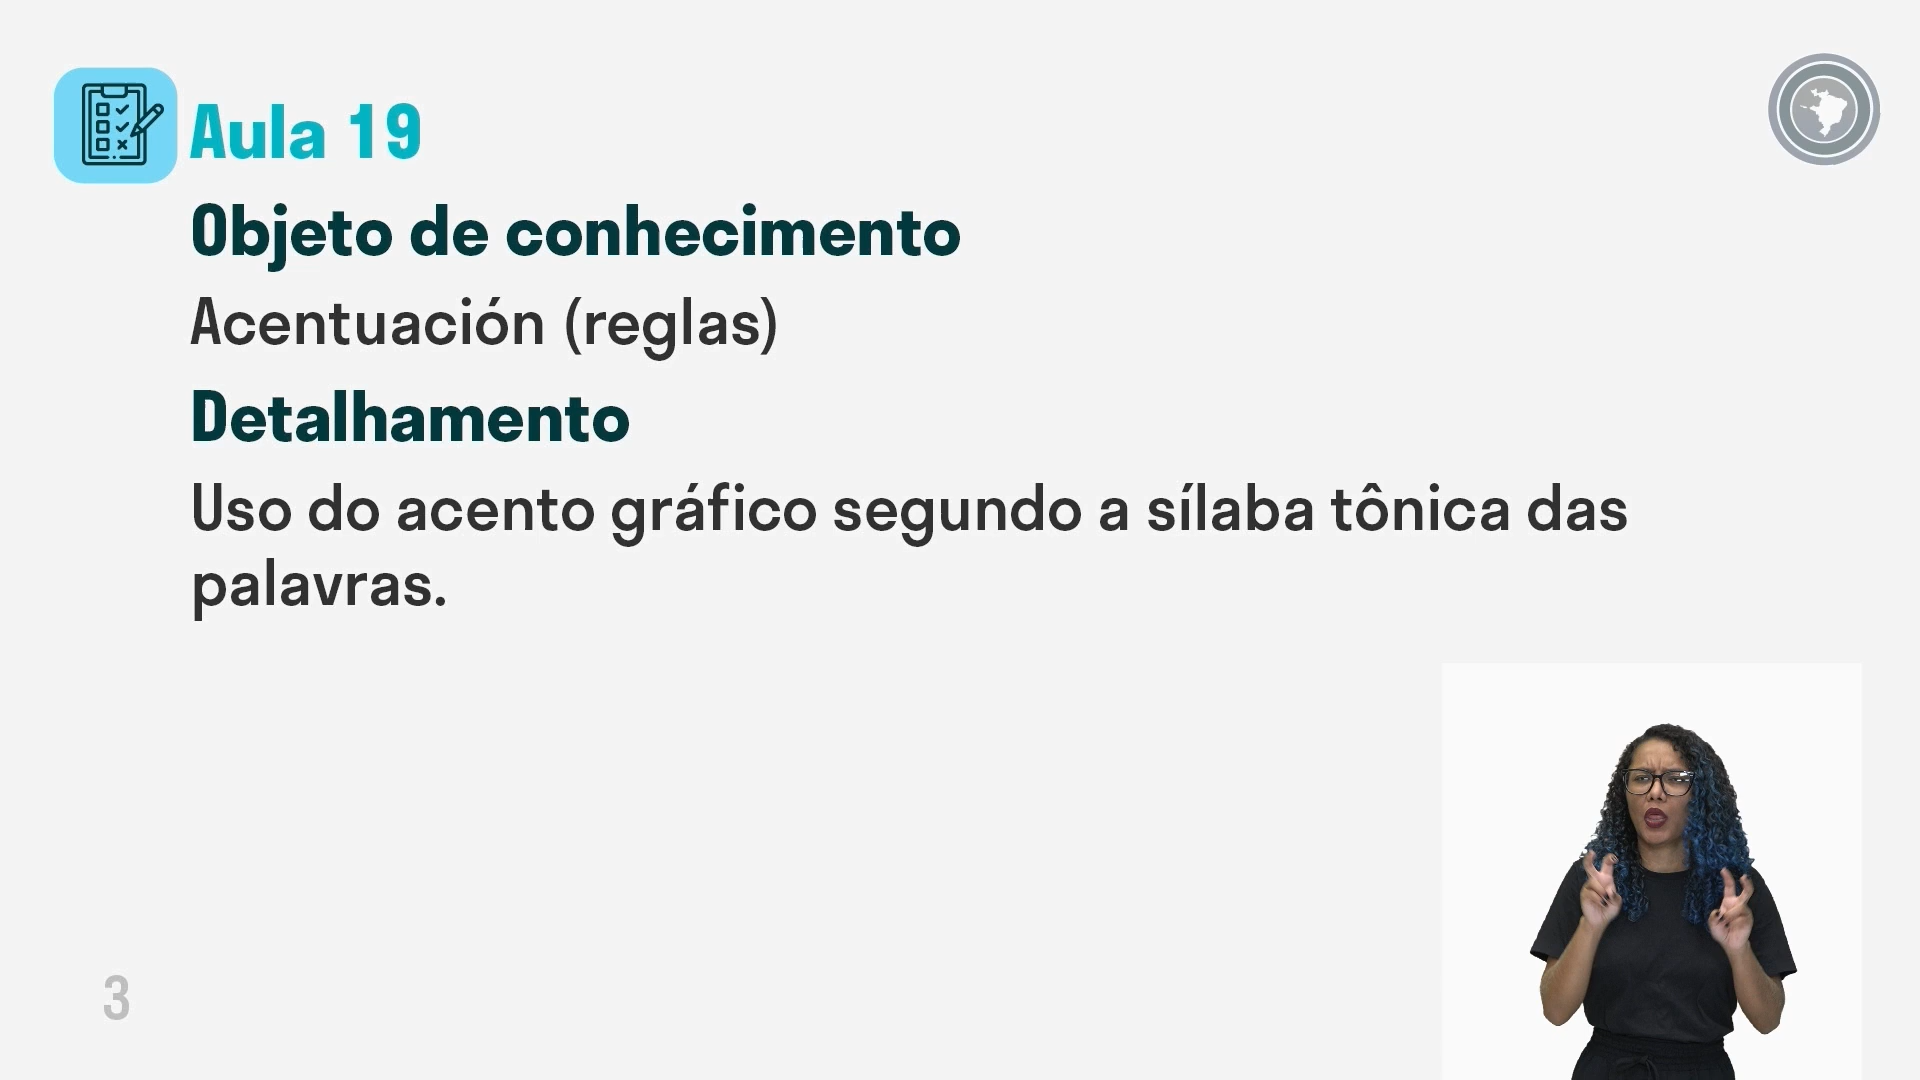 Aula 19
Objeto de conhecimento
Acentuación (reglas)
Detalhamento
Uso do acento gráfico segundo a sílaba tônica das
palavras.
3